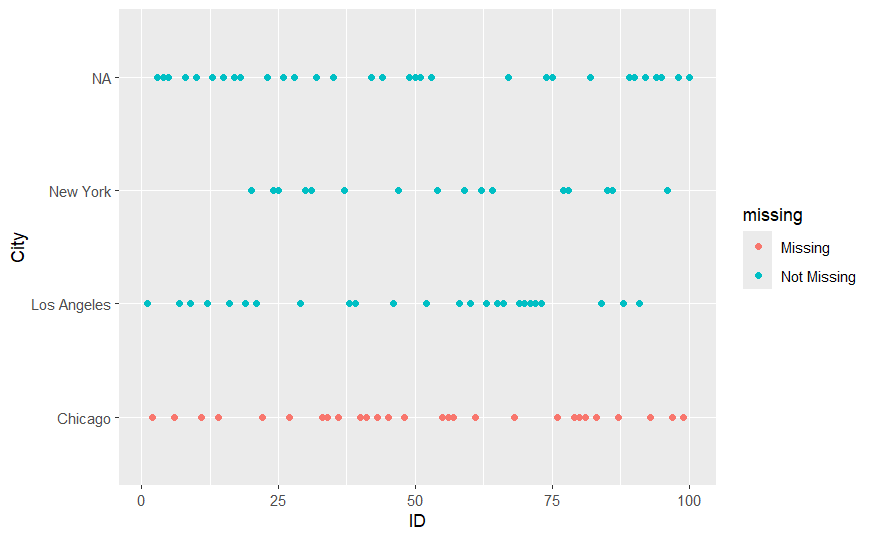 NA
New York
Los Angeles
Chicago
City
0 25 50 75 100
ID
missing
Missing
Not Missing